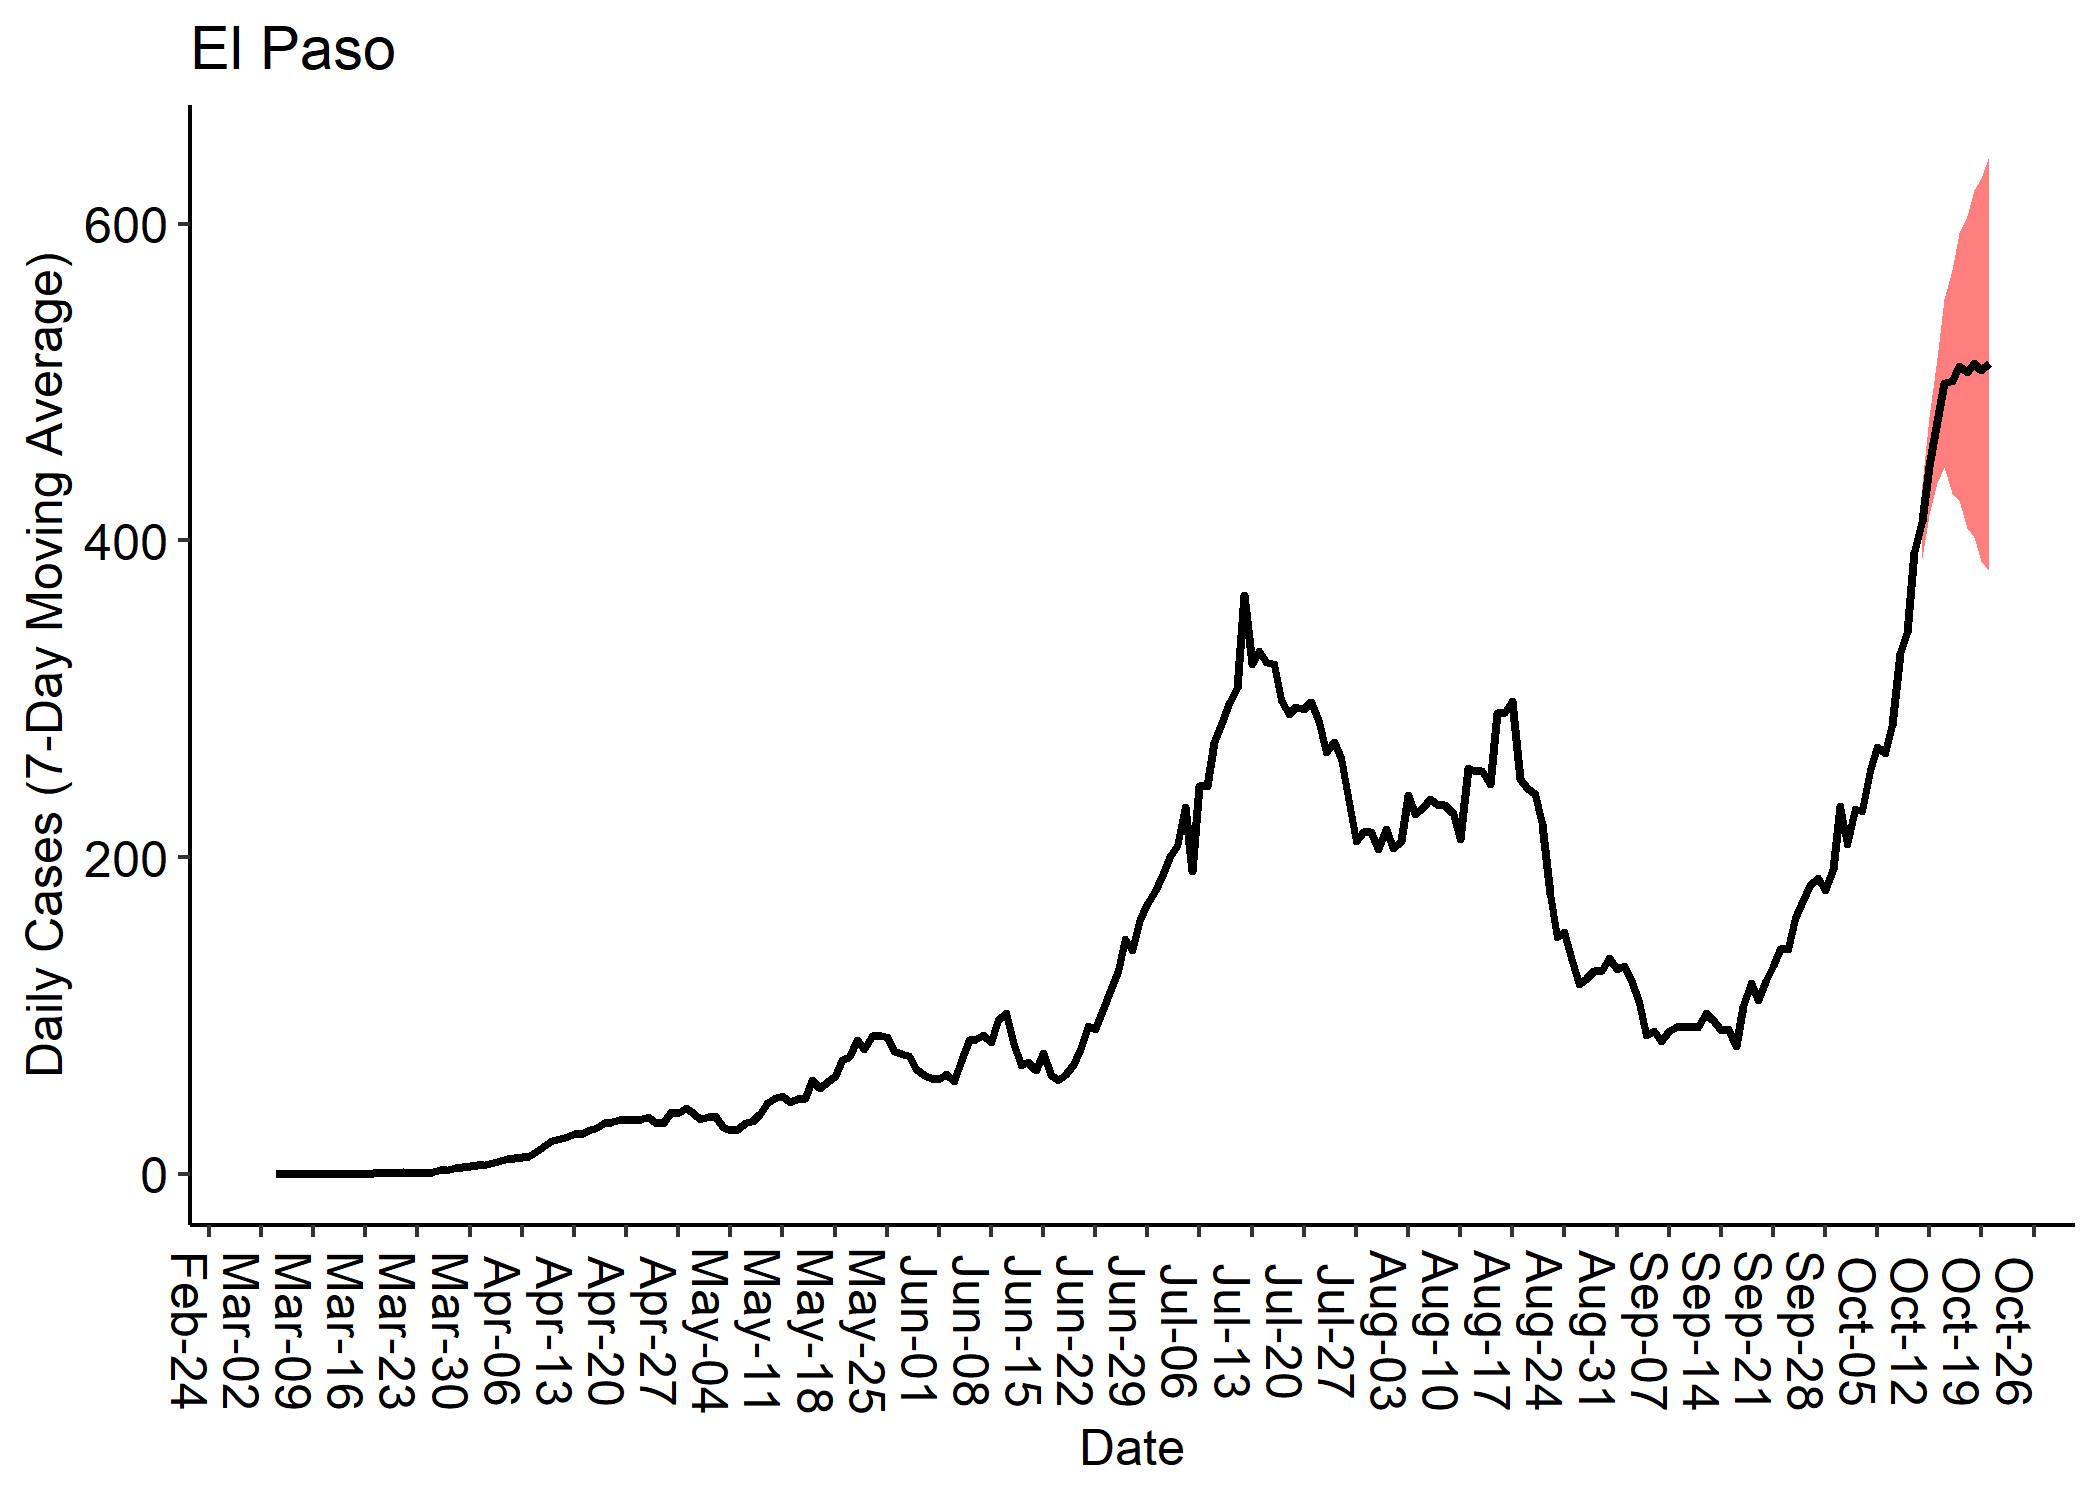 El Paso
Daily Cases (7-Day Moving Average)
600
400
200
0
Feb-24
Mar-02
Mar-09
Mar-16
Mar-23
Mar-30
Apr-06
Apr-13
Apr-20
Apr-27
May-04
May-11
May-18
May-25
Jun-01
Jun-08
Jun-15
Jun-22
Jun-29
Jul-06
Jul-13
Jul-20
Jul-27
Aug-03
Aug-10
Aug-17
Aug-24
Aug-31
Sep-07
Sep-14
Sep-21
Sep-28
Oct-05
Oct-12
Oct-19
Oct-26
Date